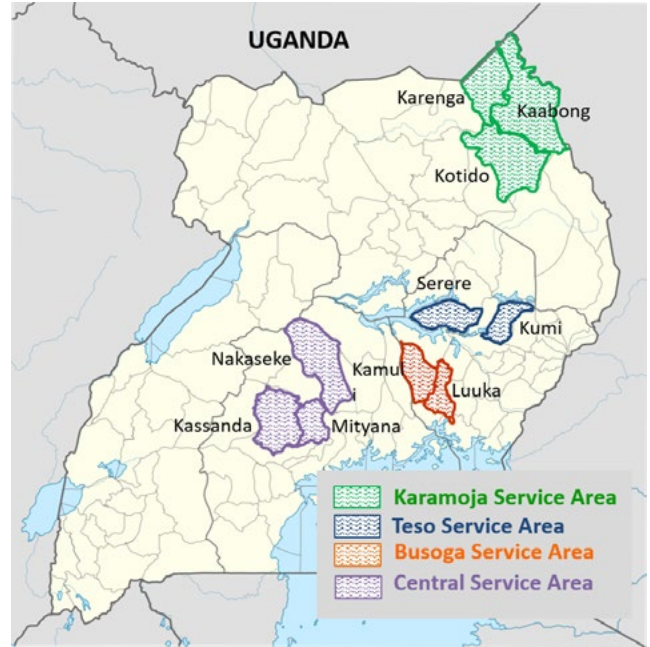 UGANDA
Karenga
Kaabong
Kotido
Serere
Kumi
Nakaseke
Kamul
i
Luuka
Kassanda
Mityana
Karamoja Service Area
Teso Service Area
Busoga Service Area
Central Service Area